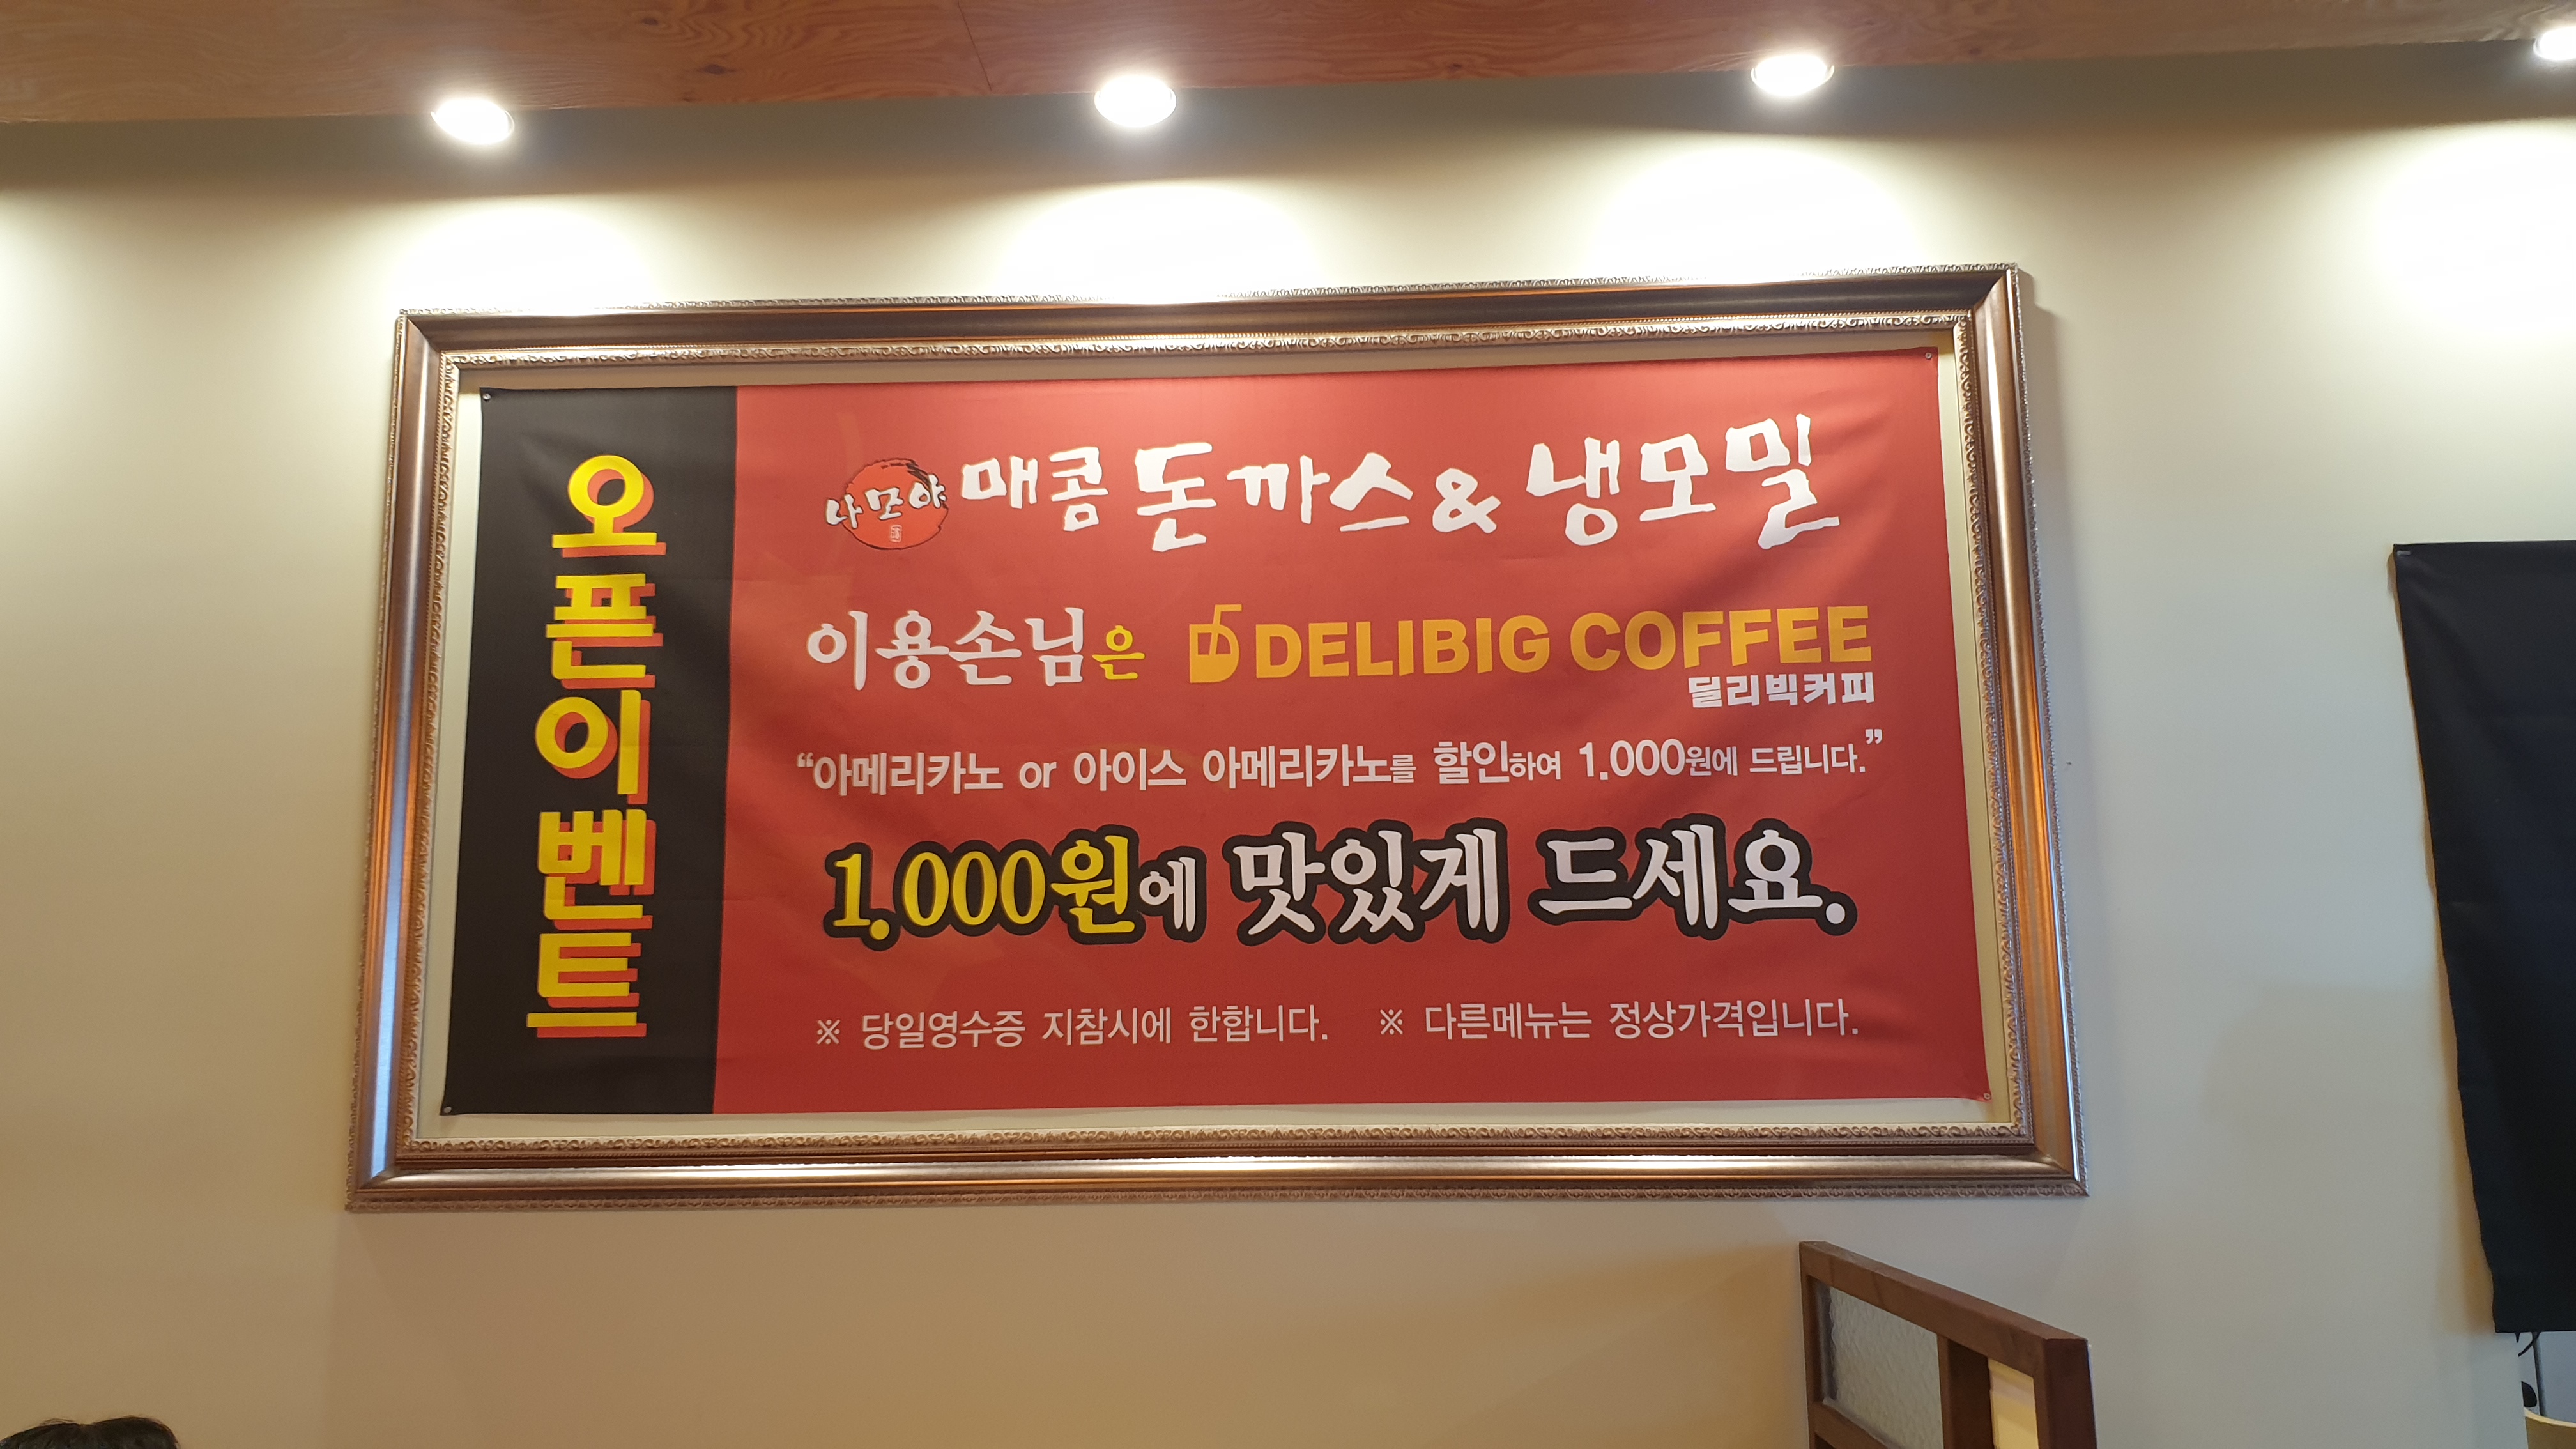 오픈이벤트
나모야 매콤돈까스&냉모밀
이용손님은 DELIBIG COFFEE
딜리빅커피
“아메리카노 or 아이스 아메리카노를 할인하여 1.000원에 드립니다.”
1.000원에 맛있게 드세요.
※ 당일영수증 지참시에 한합니다. ※ 다른메뉴는 정상가격입니다.